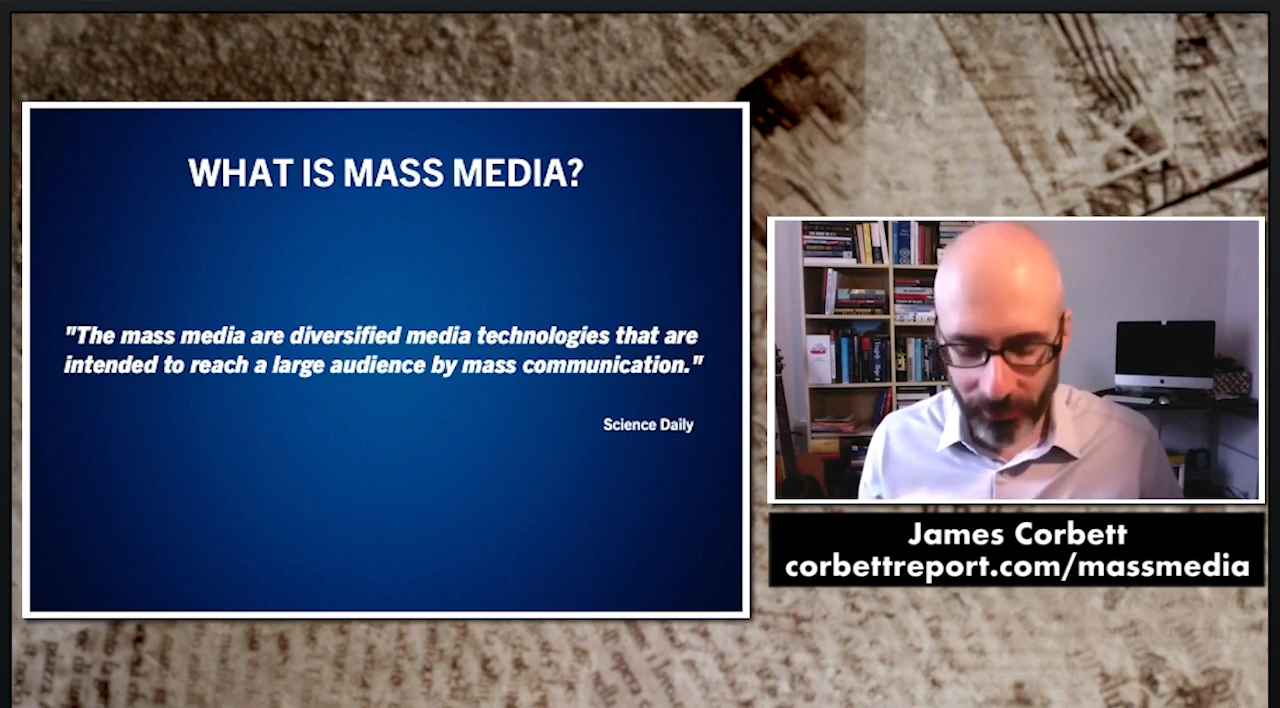 WHAT IS MASS MEDIA?
"The mass media are diversified media technologies that are
intended to reach a large audience by mass communication."
Science Daily
James Corbett
corbettreport.com/massmedia